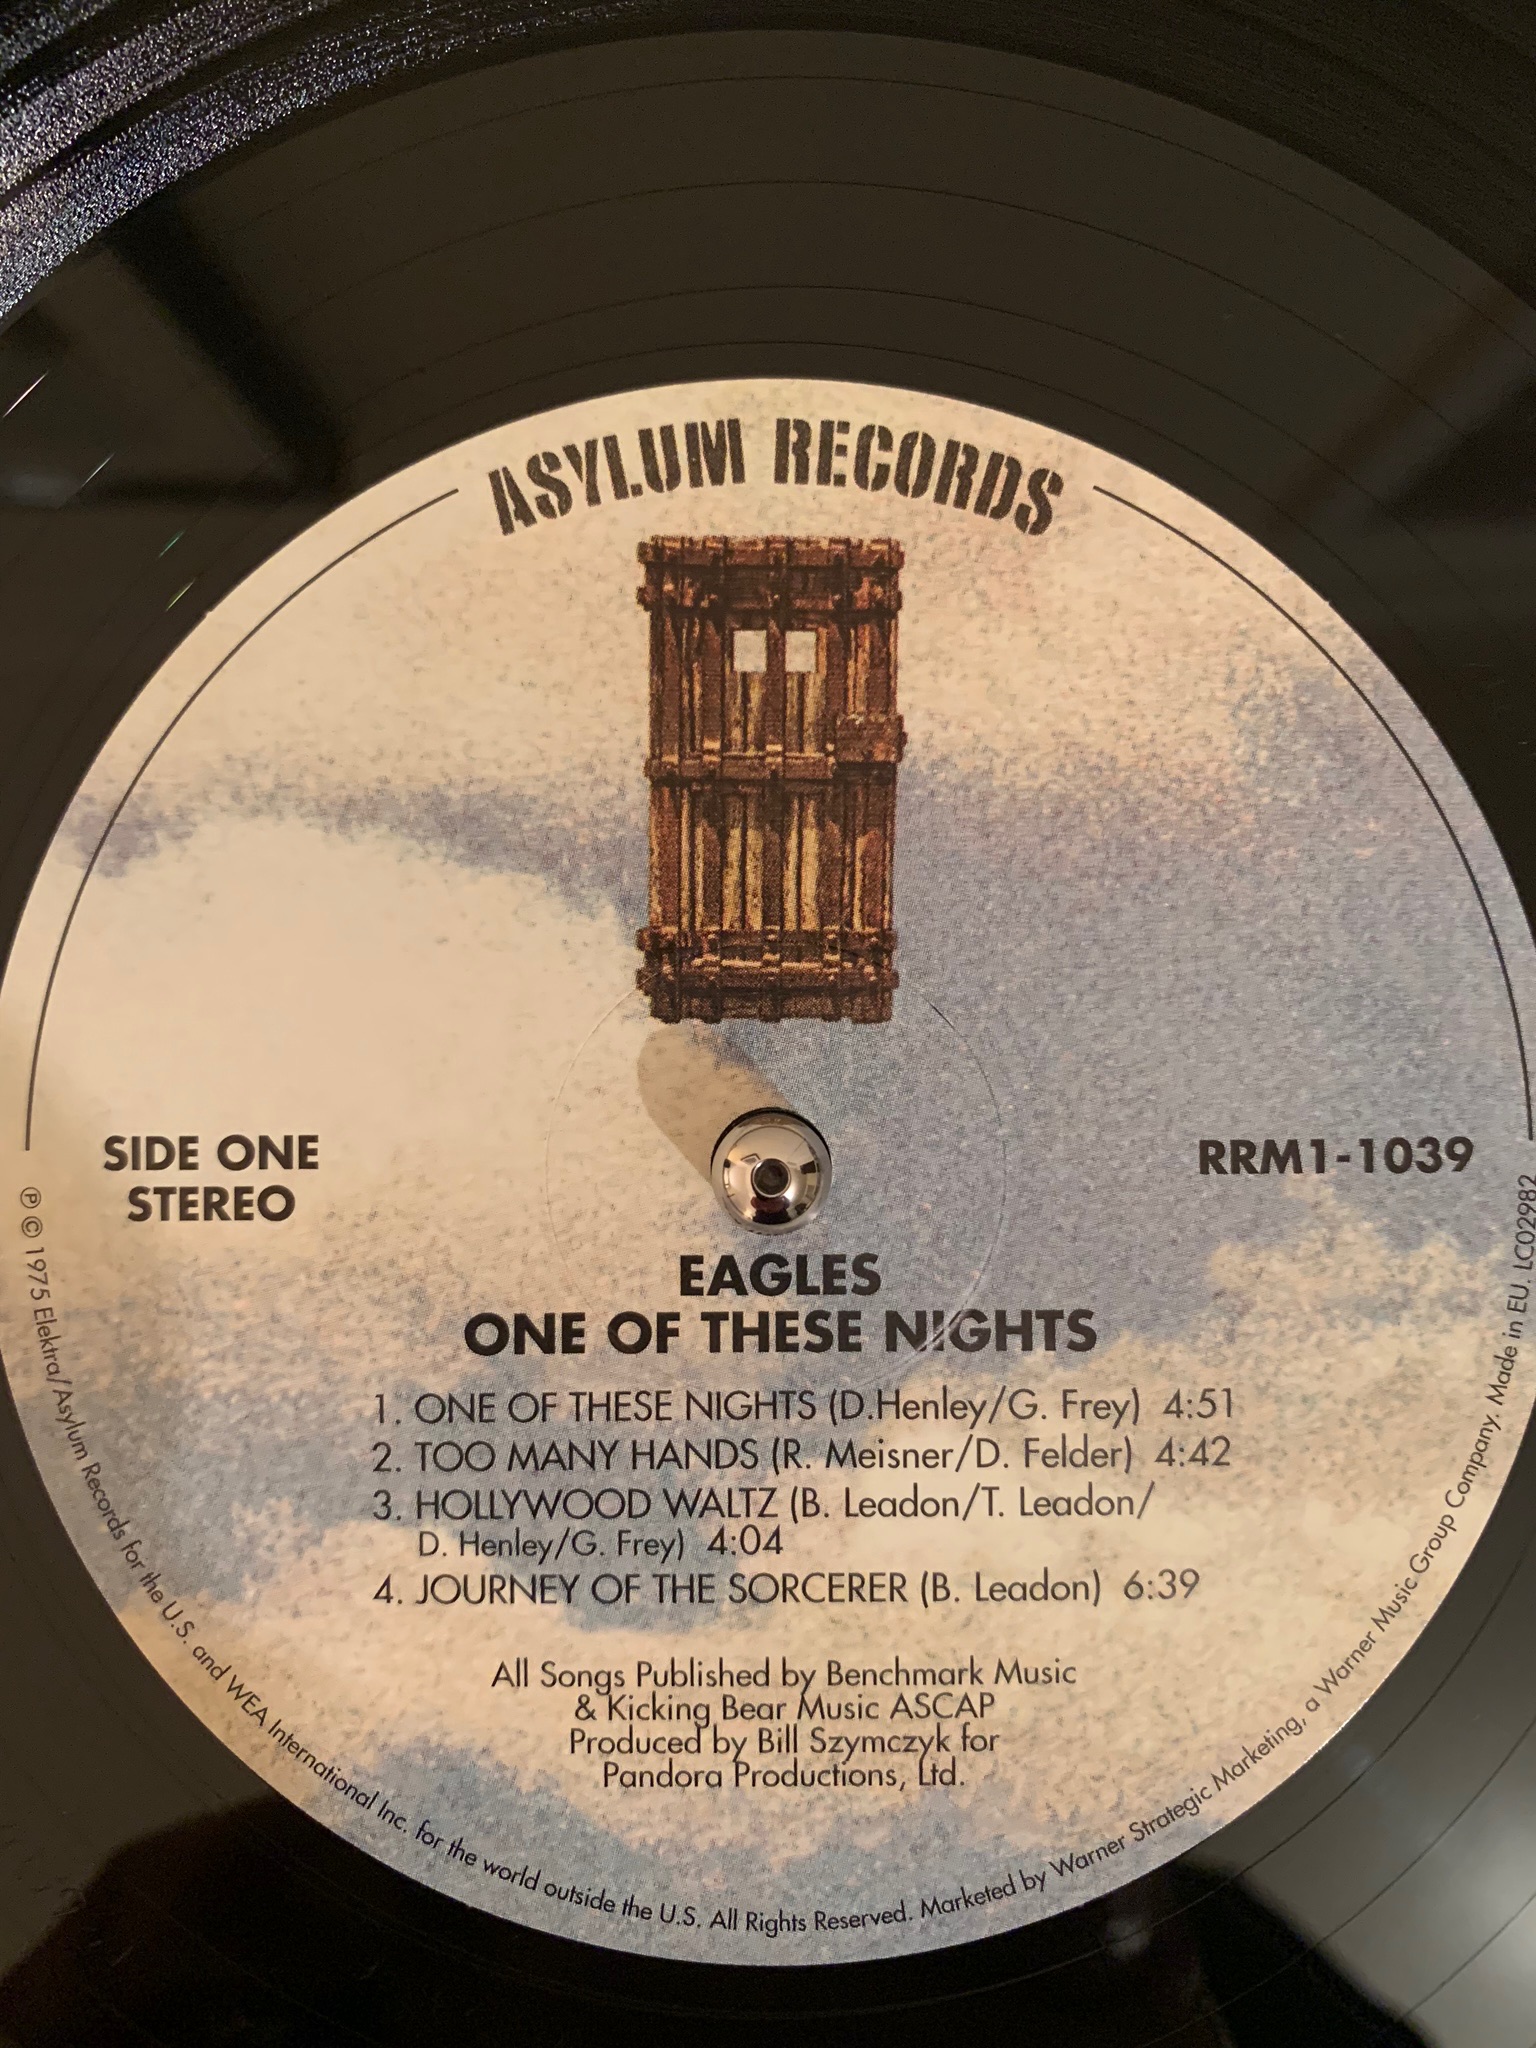 ASYLUM RECORDS
SIDE ONE
STEREO
RRM1-1039
EAGLES
ONE OF THESE NIGHTS
1. ONE OF THESE NIGHTS (D.Henley/G. Frey) 4:51
2. TOO MANY HANDS (R. Meisner/D. Felder) 4:42
3. HOLLYWOOD WALTZ (B. Leadon/T. Leadon/
D. Henley/G. Frey) 4:04
4. JOURNEY OF THE SORCERER (B. Leadon) 6:39
All Songs Published by Benchmark Music
& Kicking Bear Music ASCAP
Produced by Bill Szymczyk for
Pandora Productions, Ltd.
℗ © 1975 Elektra/Asylum Records for the U.S. and WEA International Inc. for the world outside the U.S. All Rights Reserved. Marketed by Warner Strategic Marketing, a Warner Music Group Company. Made in EU. LC02982